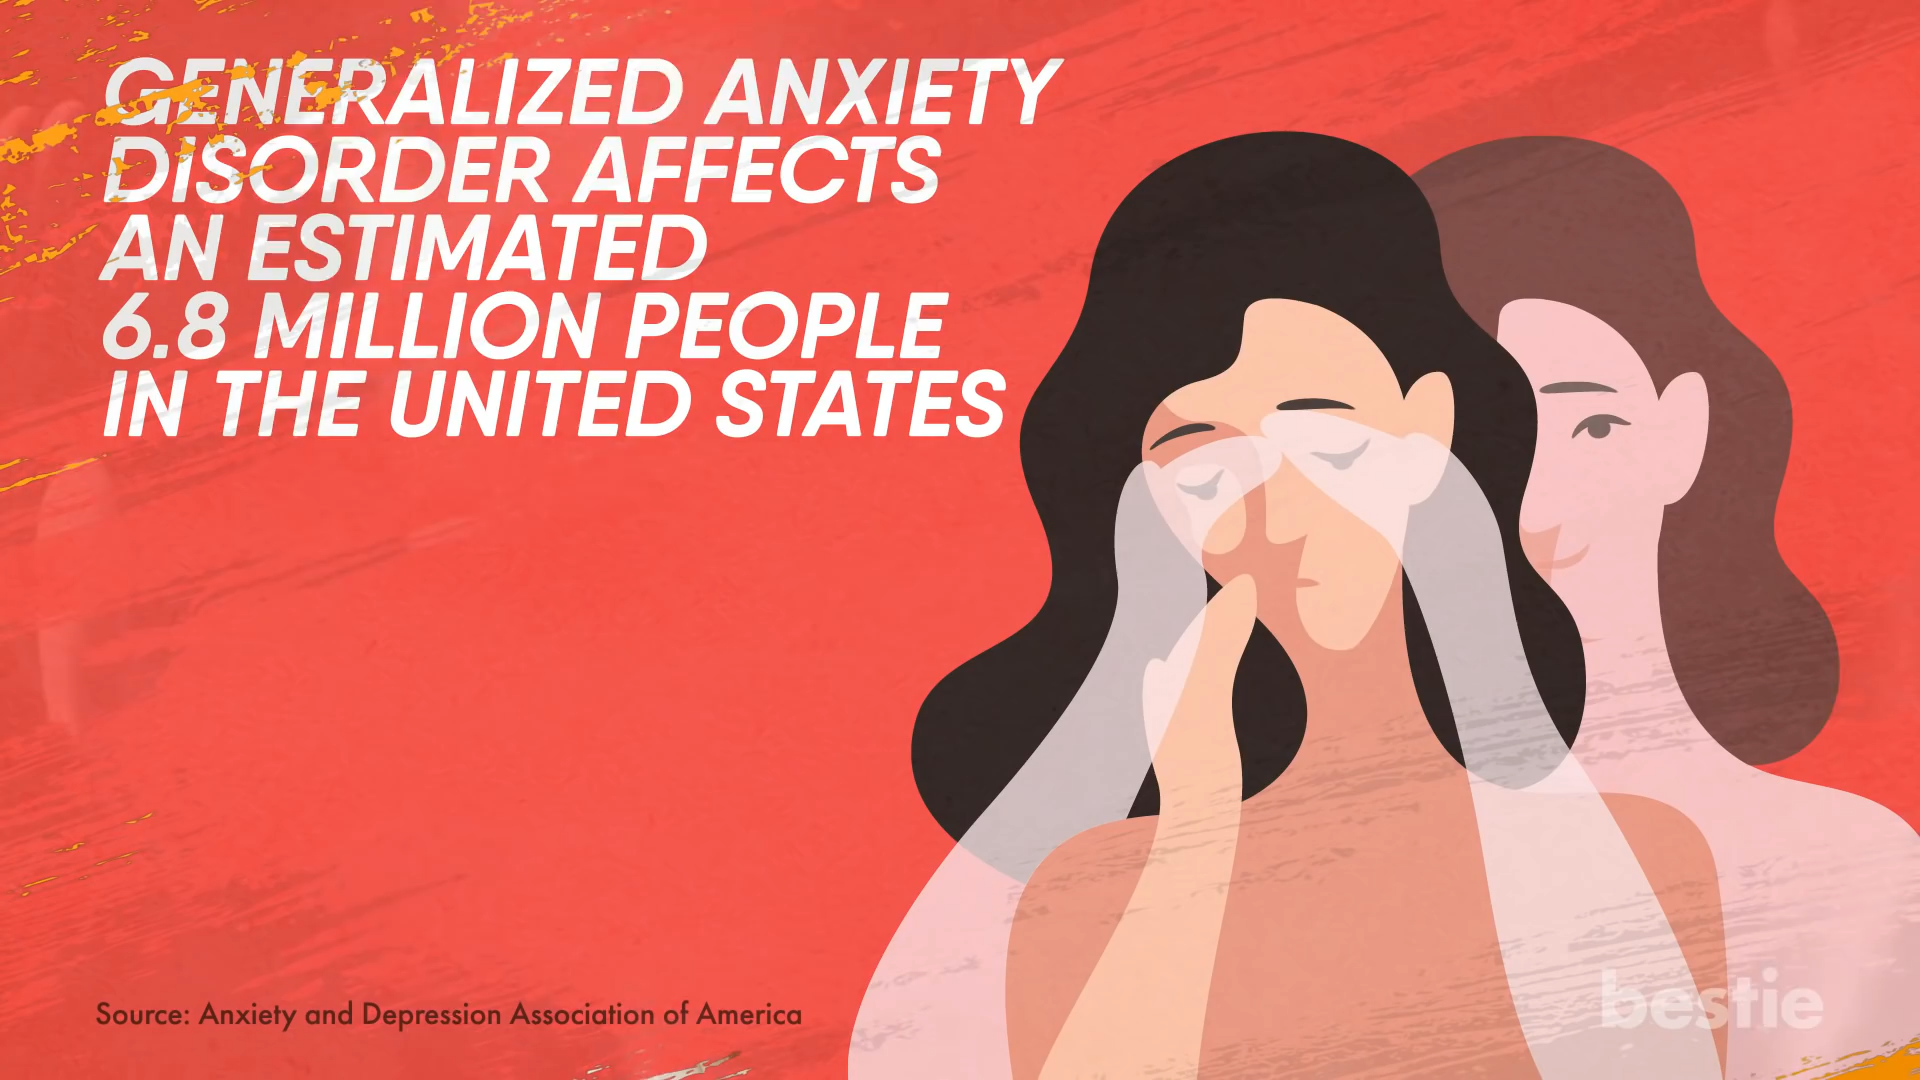 GENERALIZED ANXIETY
DISORDER AFFECTS
AN ESTIMATED
6.8 MILLION PEOPLE
IN THE UNITED STATES
Source: Anxiety and Depression Association of America
bestie